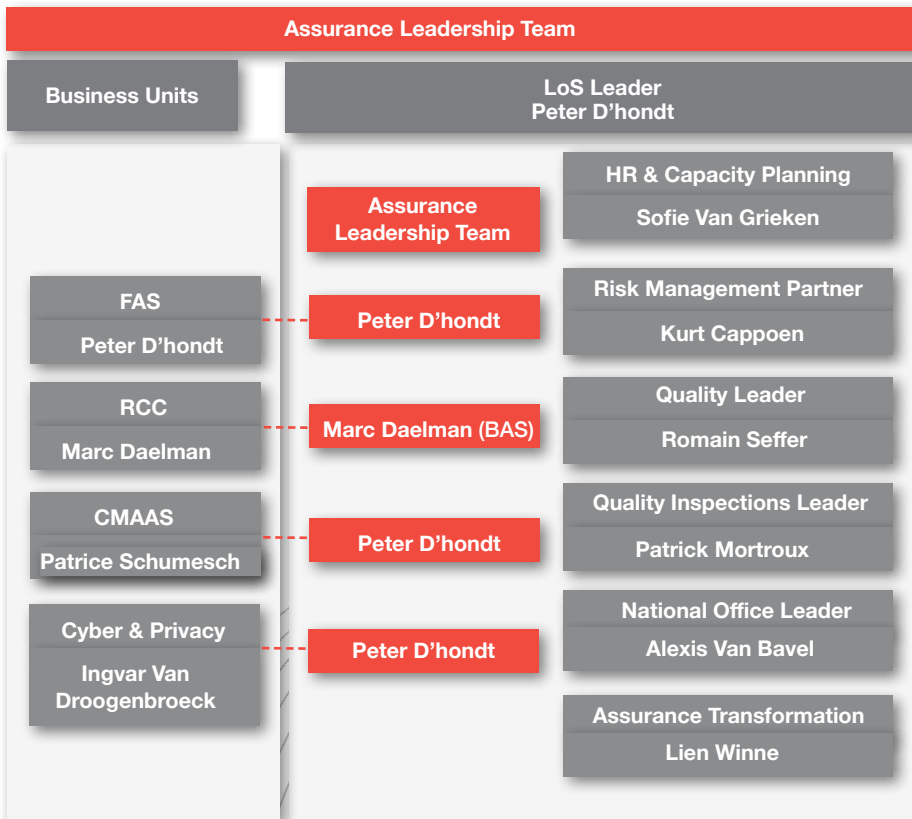 Assurance Leadership Team
Business Units
LoS Leader
Peter D’hondt
FAS
Peter D’hondt
RCC
Marc Daelman
CMAAS
Patrice Schumesch
Cyber & Privacy
Ingvar Van
Droogenbroeck
Assurance
Leadership Team
Peter D’hondt
Marc Daelman (BAS)
Peter D’hondt
Peter D’hondt
HR & Capacity Planning
Sofie Van Grieken
Risk Management Partner
Kurt Cappoen
Quality Leader
Romain Seffer
Quality Inspections Leader
Patrick Mortroux
National Office Leader
Alexis Van Bavel
Assurance Transformation
Lien Winne